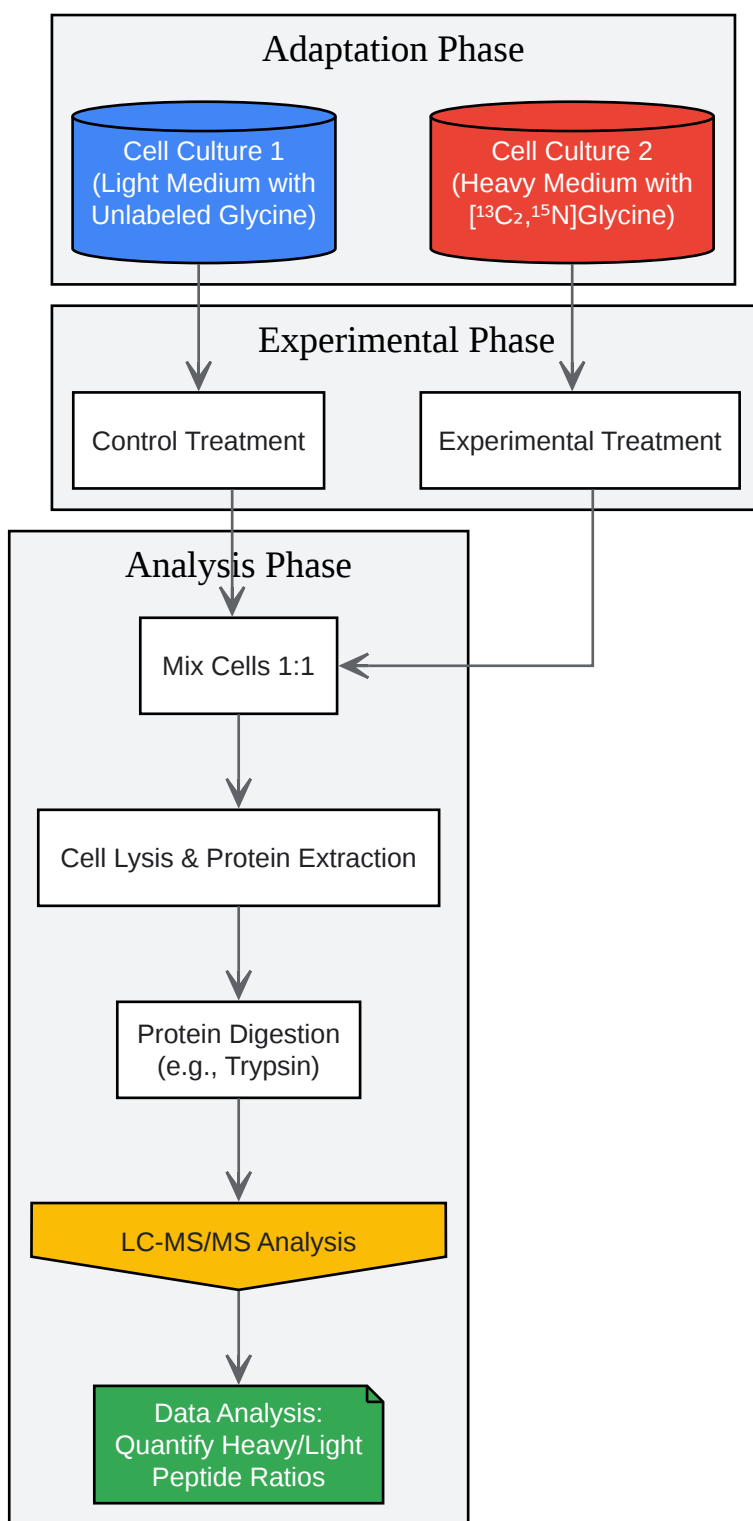 Adaptation Phase
Cell Culture 1
(Light Medium with
Unlabeled Glycine)
Cell Culture 2
(Heavy Medium with
[¹³C₂,¹⁵N]Glycine)
Experimental Phase
Control Treatment
Experimental Treatment
Analysis Phase
Mix Cells 1:1
Cell Lysis & Protein Extraction
Protein Digestion
(e.g., Trypsin)
LC-MS/MS Analysis
Data Analysis:
Quantify Heavy/Light
Peptide Ratios